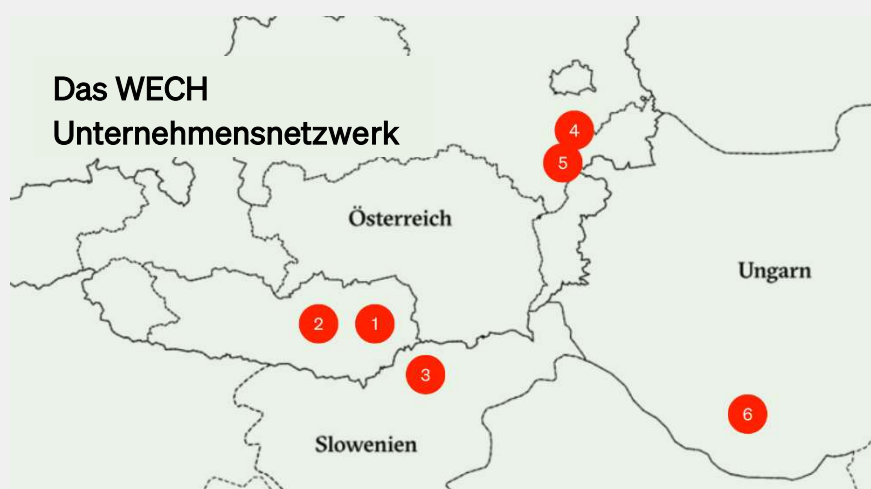 Das WECH
Unternehmensnetzwerk
4
5
Österreich
Ungarn
2
1
3
6
Slowenien